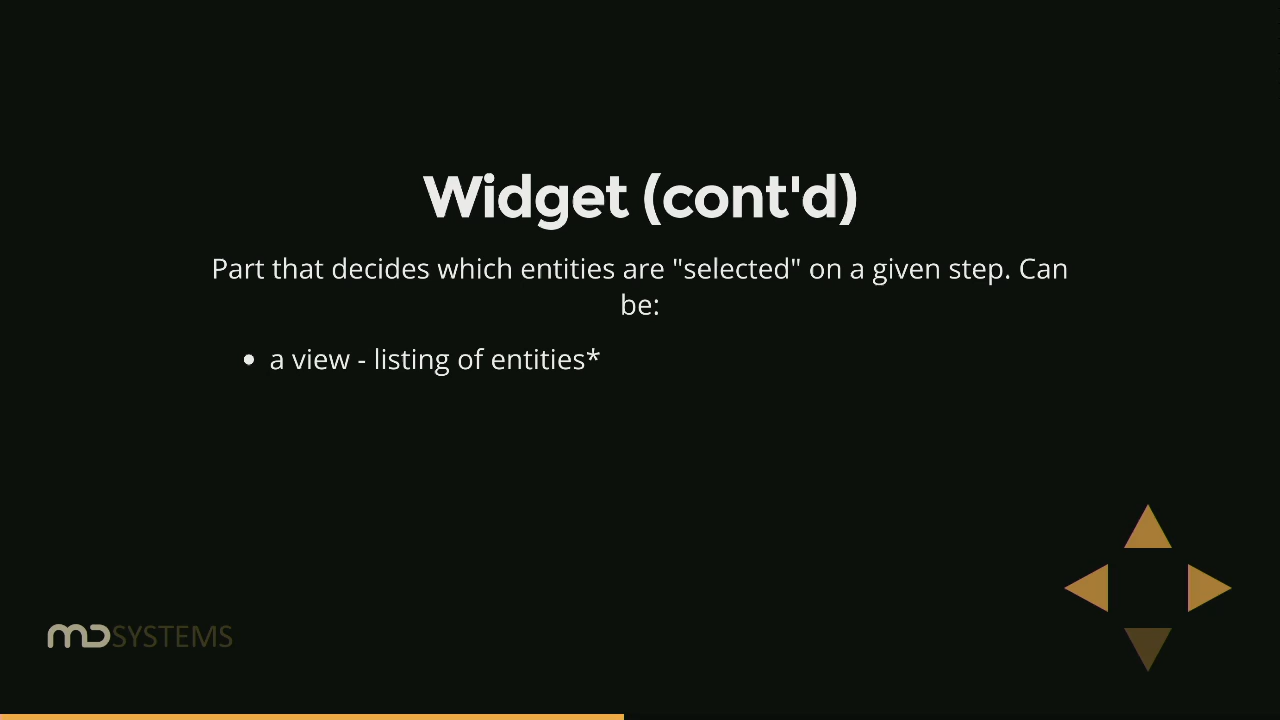 Widget (cont'd)
Part that decides which entities are "selected" on a given step. Can
be:
• a view - listing of entities*
MD SYSTEMS